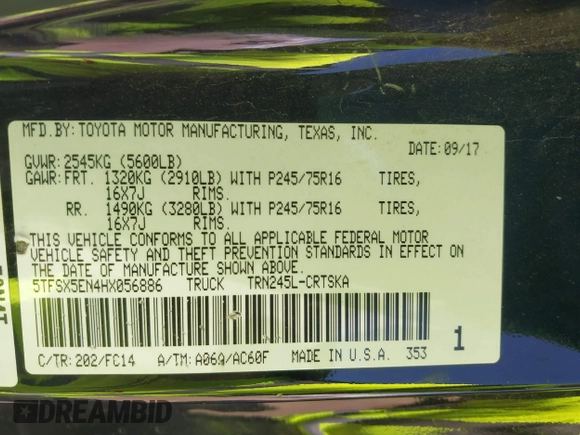 MFD.BY: TOYOTA MOTOR MANUFACTURING, TEXAS, INC.
DATE: 09/17
GVWR: 2545KG (5600LB)
GAWR: FRT. 1320KG (2910LB) WITH P245/75R16 TIRES,
16X7J RIMS.
RR. 1490KG (3280LB) WITH P245/75R16 TIRES,
16X7J RIMS.
THIS VEHICLE CONFORMS TO ALL APPLICABLE FEDERAL MOTOR
VEHICLE SAFETY AND THEFT PREVENTION STANDARDS IN EFFECT ON
THE DATE OF MANUFACTURE SHOWN ABOVE.
5TFSX5EN4HX056886 TRUCK TRN245L-CRTSKA
1
C/TR: 202/FC14 A/TM: A06A/AC60F MADE IN U.S.A. 353
DREAMBID